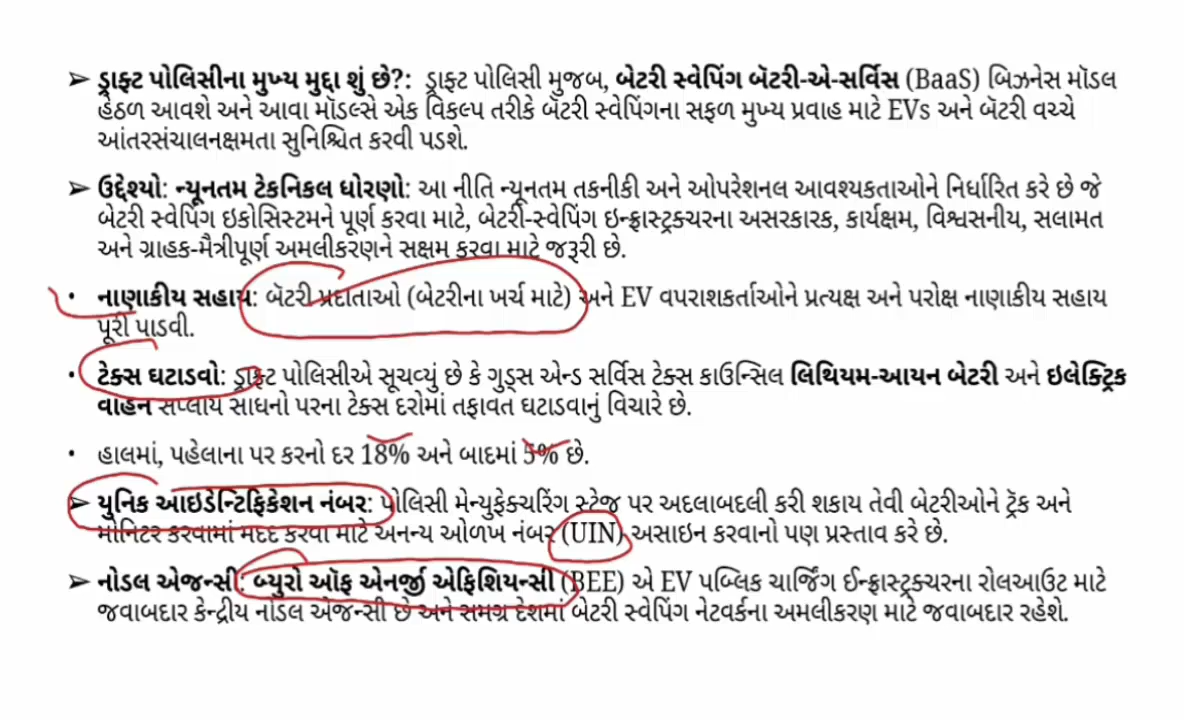 ➢ ડ્રાફ્ટ પોલિસીના મુખ્ય મુદ્દા શું છે?: ડ્રાફ્ટ પોલિસી મુજબ, બેટરી સ્વેપિંગ બૅટરી-એ-સર્વિસ (BaaS) બિઝનેસ મૉડલ
હેઠળ આવશે અને આવા મૉડલ્સે એક વિકલ્પ તરીકે બૅટરી સ્વેપિંગના સફળ મુખ્ય પ્રવાહ માટે EVs અને બૅટરી વચ્ચે
આંતરસંચાલનક્ષમતા સુનિશ્ચિત કરવી પડશે.
➢ ઉદ્દેશ્યો: ન્યૂનતમ ટેકનિકલ ધોરણો: આ નીતિ ન્યૂનતમ તકનીકી અને ઓપરેશનલ આવશ્યકતાઓને નિર્ધારિત કરે છે જે
બેટરી સ્વેપિંગ ઇકોસિસ્ટમને પૂર્ણ કરવા માટે, બેટરી-સ્વેપિંગ ઇન્ફ્રાસ્ટ્રક્ચરના અસરકારક, કાર્યક્ષમ, વિશ્વસનીય, સલામત
અને ગ્રાહક-મૈત્રીપૂર્ણ અમલીકરણને સક્ષમ કરવા માટે જરૂરી છે.
• નાણાકીય સહાય: બૅટરી પ્રદાતાઓ (બેટરીના ખર્ચ માટે) અને EV વપરાશકર્તાઓને પ્રત્યક્ષ અને પરોક્ષ નાણાકીય સહાય
પૂરી પાડવી.
• ટેક્સ ઘટાડવો: ડ્રાફ્ટ પોલિસીએ સૂચવ્યું છે કે ગુડ્સ એન્ડ સર્વિસ ટેક્સ કાઉન્સિલ લિથિયમ-આયન બેટરી અને ઇલેક્ટ્રિક
વાહન સપ્લાય સાધનો પરના ટેક્સ દરોમાં તફાવત ઘટાડવાનું વિચારે છે.
• હાલમાં, પહેલાના પર કરનો દર 18% અને બાદમાં 5% છે.
➢ યુનિક આઇડેન્ટિફિકેશન નંબર: પોલિસી મેન્યુફેક્ચરિંગ સ્ટેજ પર અદલાબદલી કરી શકાય તેવી બેટરીઓને ટ્રૅક અને
મોનિટર કરવામાં મદદ કરવા માટે અનન્ય ઓળખ નંબર (UIN) અસાઇન કરવાનો પણ પ્રસ્તાવ કરે છે.
➢ નોડલ એજન્સી: બ્યુરો ઑફ એનર્જી એફિશિયન્સી (BEE) એ EV પબ્લિક ચાર્જિંગ ઈન્ફ્રાસ્ટ્રક્ચરના રોલઆઉટ માટે
જવાબદાર કેન્દ્રીય નોડલ એજન્સી છે અને સમગ્ર દેશમાં બેટરી સ્વેપિંગ નેટવર્કના અમલીકરણ માટે જવાબદાર રહેશે.